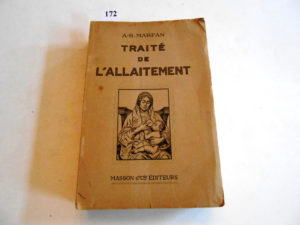 172
A-B. MARFAN
TRAITÉ
DE
L'ALLAITEMENT
MASSON & Cie ÉDITEURS